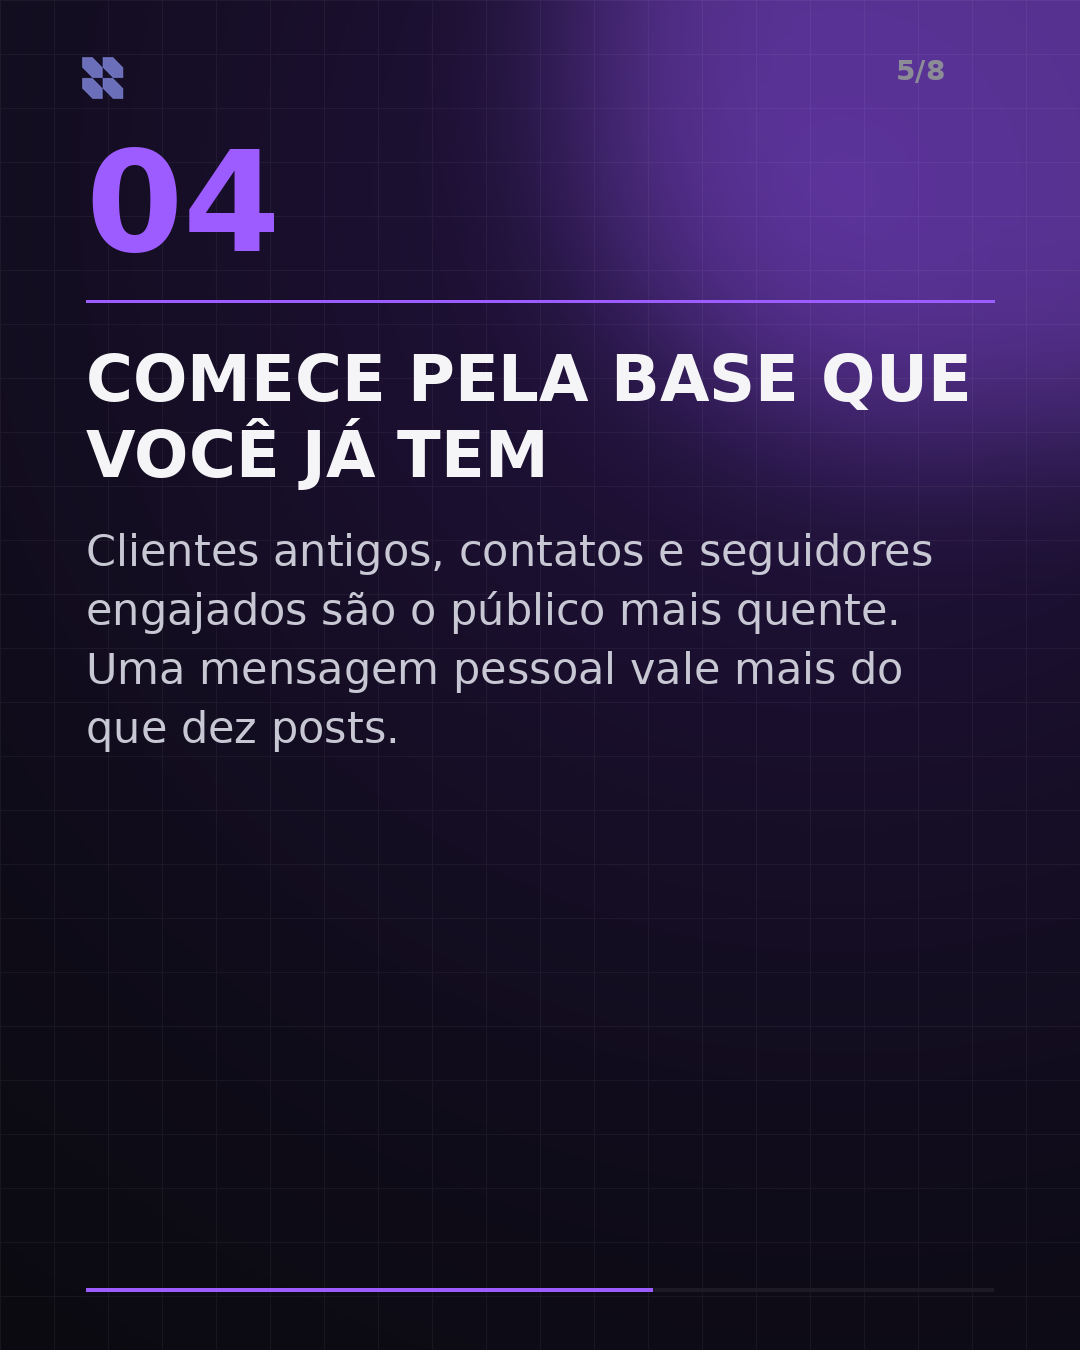 5/8
04
COMECE PELA BASE QUE
VOCÊ JÁ TEM
Clientes antigos, contatos e seguidores
engajados são o público mais quente.
Uma mensagem pessoal vale mais do
que dez posts.